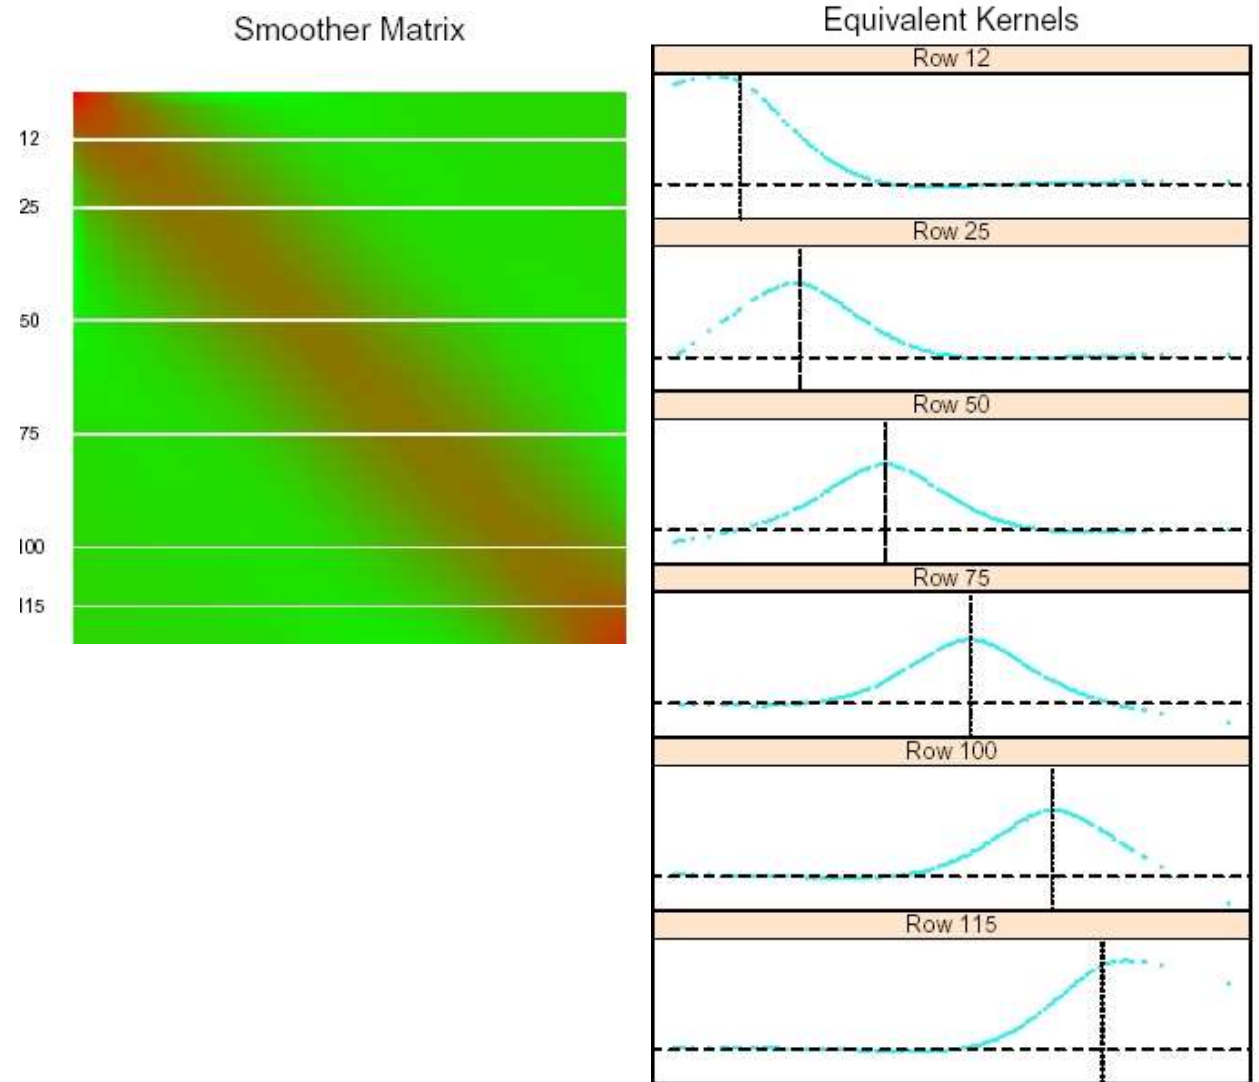 Smoother Matrix
12
25
50
75
100
115
Equivalent Kernels
Row 12
Row 25
Row 50
Row 75
Row 100
Row 115